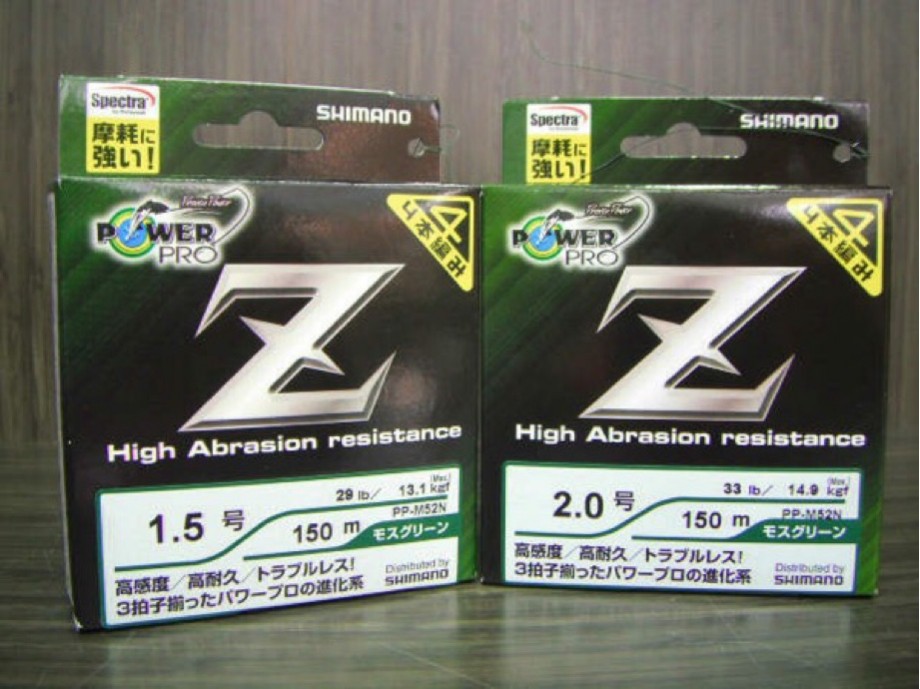 Spectra
SHIMANO
摩耗に
強い!
POWER
PRO
4
4本編み
Z
High Abrasion resistance
1.5 号
29 lb/ 13.1 kgf
(Max.)
PP-M52N
150 m
モスグリーン
高感度/高耐久/トラブルレス!
3拍子揃ったパワープロの進化系
Distributed by
SHIMANO
Spectra
SHIMANO
摩耗に
強い!
POWER
PRO
4
4本編み
Z
High Abrasion resistance
2.0 号
33 lb/ 14.9 kgf
(Max.)
PP-M52N
150 m
モスグリーン
高感度/高耐久/トラブルレス!
3拍子揃ったパワープロの進化系
Distributed by
SHIMANO